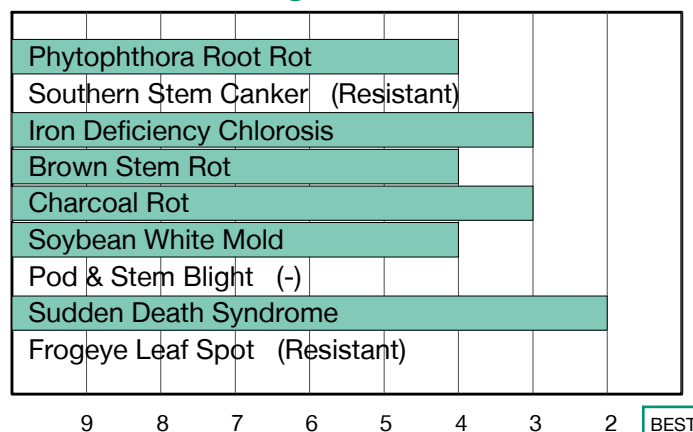 Phytophthora Root Rot
Southern Stem Canker (Resistant)
Iron Deficiency Chlorosis
Brown Stem Rot
Charcoal Rot
Soybean White Mold
Pod & Stem Blight (-)
Sudden Death Syndrome
Frogeye Leaf Spot (Resistant)
9 8 7 6 5 4 3 2 BEST